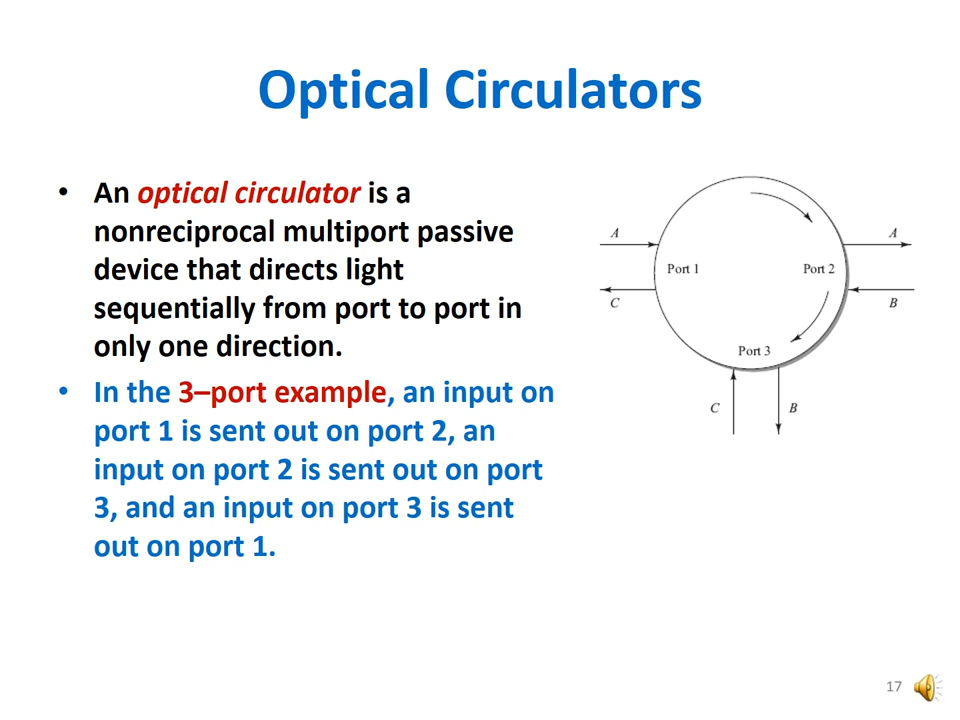 Optical Circulators
• An optical circulator is a
nonreciprocal multiport passive
device that directs light
sequentially from port to port in
only one direction.
• In the 3–port example, an input on
port 1 is sent out on port 2, an
input on port 2 is sent out on port
3, and an input on port 3 is sent
out on port 1.
A
A
Port 1
Port 2
C
B
Port 3
C
B
17